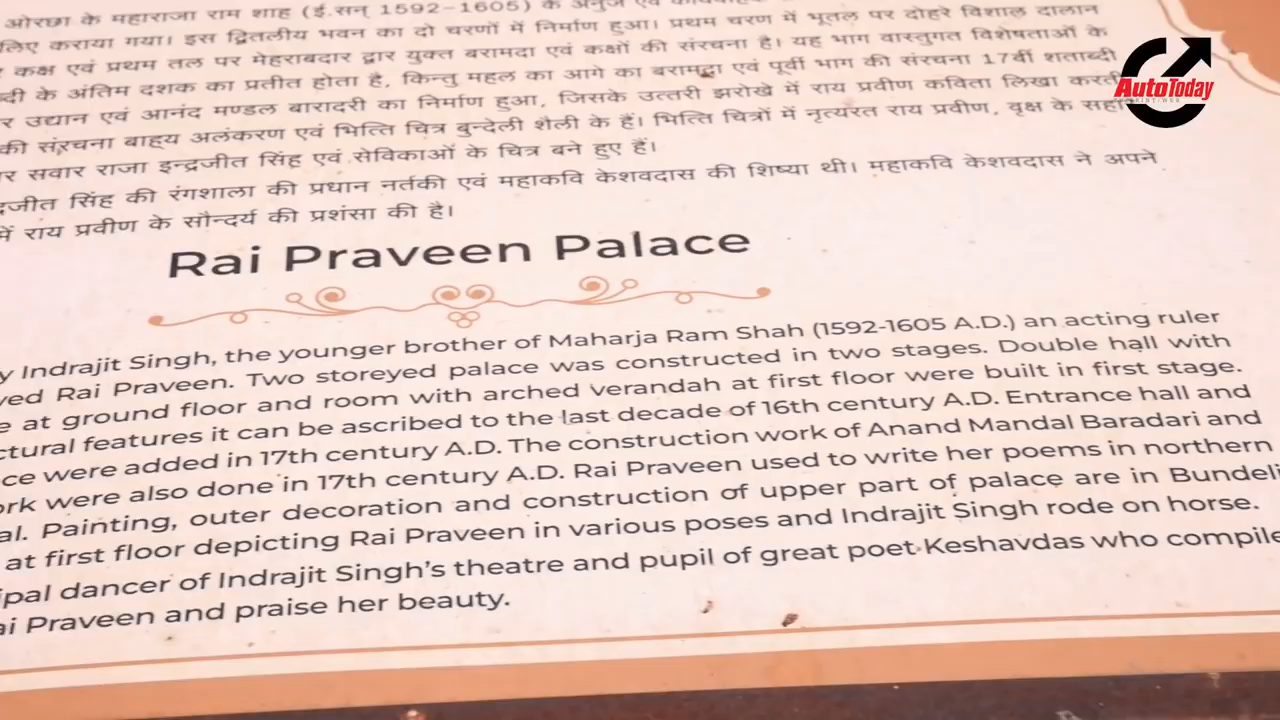 ओरछा के महाराजा राम शाह (ई.सन् 1592-1605) के अनुज एवं
लिए कराया गया। इस द्वितलीय भवन का दो चरणों में निर्माण हुआ। प्रथम चरण में भूतल पर दोहरे विशाल दालान
कक्ष एवं प्रथम तल पर मेहराबदार द्वार युक्त बरामदा एवं कक्षों की संरचना है। यह भाग वास्तुगत विशेषताओं के
के अंतिम दशक का प्रतीत होता है, किन्तु महल का आगे का बरामदा एवं पूर्वी भाग की संरचना 17वीं शताब्दी
उद्यान एवं आनंद मण्डल बारादरी का निर्माण हुआ, जिसके उत्तरी झरोखे में राय प्रवीण कविता लिखा करती
की संरचना बाह्य अलंकरण एवं भित्ति चित्र बुन्देली शैली के हैं। भित्ति चित्रों में नृत्यरत राय प्रवीण, वृक्ष के
सवार राजा इन्द्रजीत सिंह एवं सेविकाओं के चित्र बने हुए हैं।
सिंह की रंगशाला की प्रधान नर्तकी एवं महाकवि केशवदास की शिष्या थी। महाकवि केशवदास ने अपने
में राय प्रवीण के सौन्दर्य की प्रशंसा की है।
Rai Praveen Palace
y Indrajit Singh, the younger brother of Maharja Ram Shah (1592-1605 A.D.) an acting ruler
ved Rai Praveen. Two storeyed palace was constructed in two stages. Double hall with
e at ground floor and room with arched verandah at first floor were built in first stage.
ctural features it can be ascribed to the last decade of 16th century A.D. Entrance hall and
ce were added in 17th century A.D. The construction work of Anand Mandal Baradari and
ork were also done in 17th century A.D. Rai Praveen used to write her poems in northern
al. Painting, outer decoration and construction of upper part of palace are in Bundeli
at first floor depicting Rai Praveen in various poses and Indrajit Singh rode on horse.
ipal dancer of Indrajit Singh's theatre and pupil of great poet Keshavdas who compile
ai Praveen and praise her beauty.
AutoToday